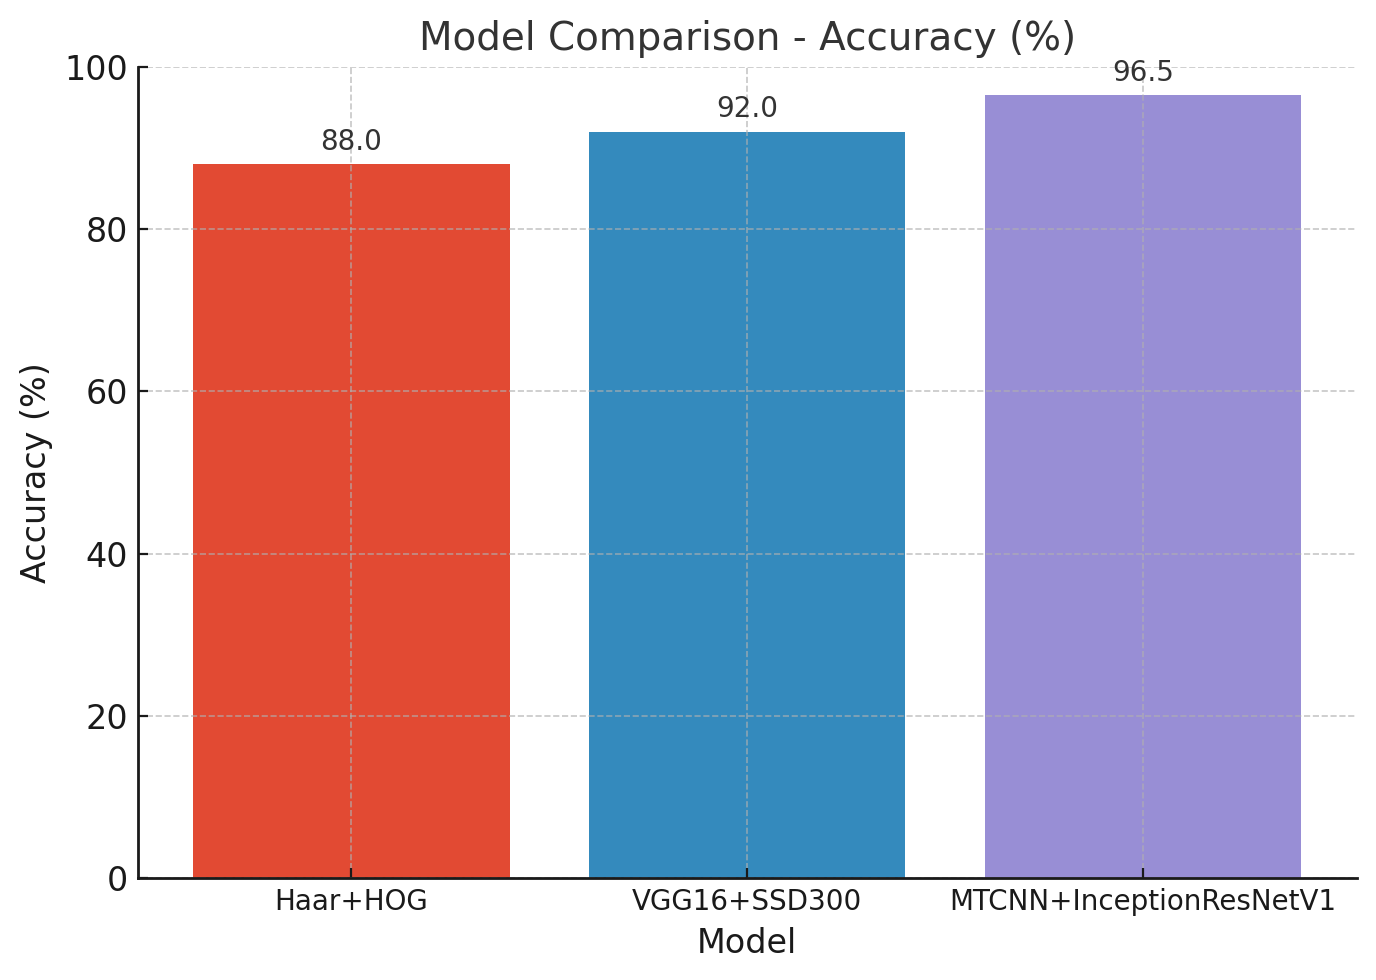 Model Comparison - Accuracy (%)
100
96.5
92.0
88.0
80
60
40
20
0
Accuracy (%)
Haar+HOG
VGG16+SSD300
MTCNN+InceptionResNetV1
Model